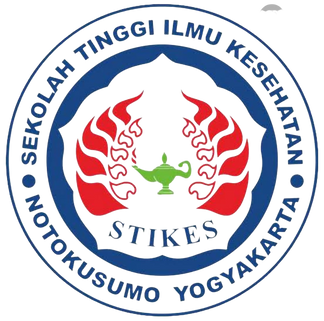 SEKOLAH TINGGI ILMU KESEHATAN
STIKES
NOTOKUSUMO YOGYAKARTA